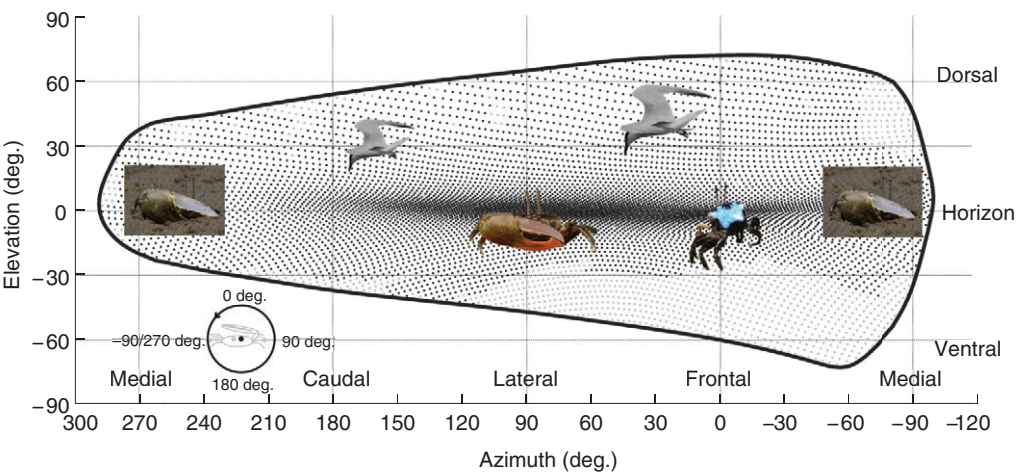 90
60
30
0
−30
−60
−90
Elevation (deg.)
Dorsal
Horizon
Ventral
0 deg.
−90/270 deg.
90 deg.
180 deg.
Medial
Caudal
Lateral
Frontal
Medial
300 270 240 210 180 150 120 90 60 30 0 −30 −60 −90 −120
Azimuth (deg.)